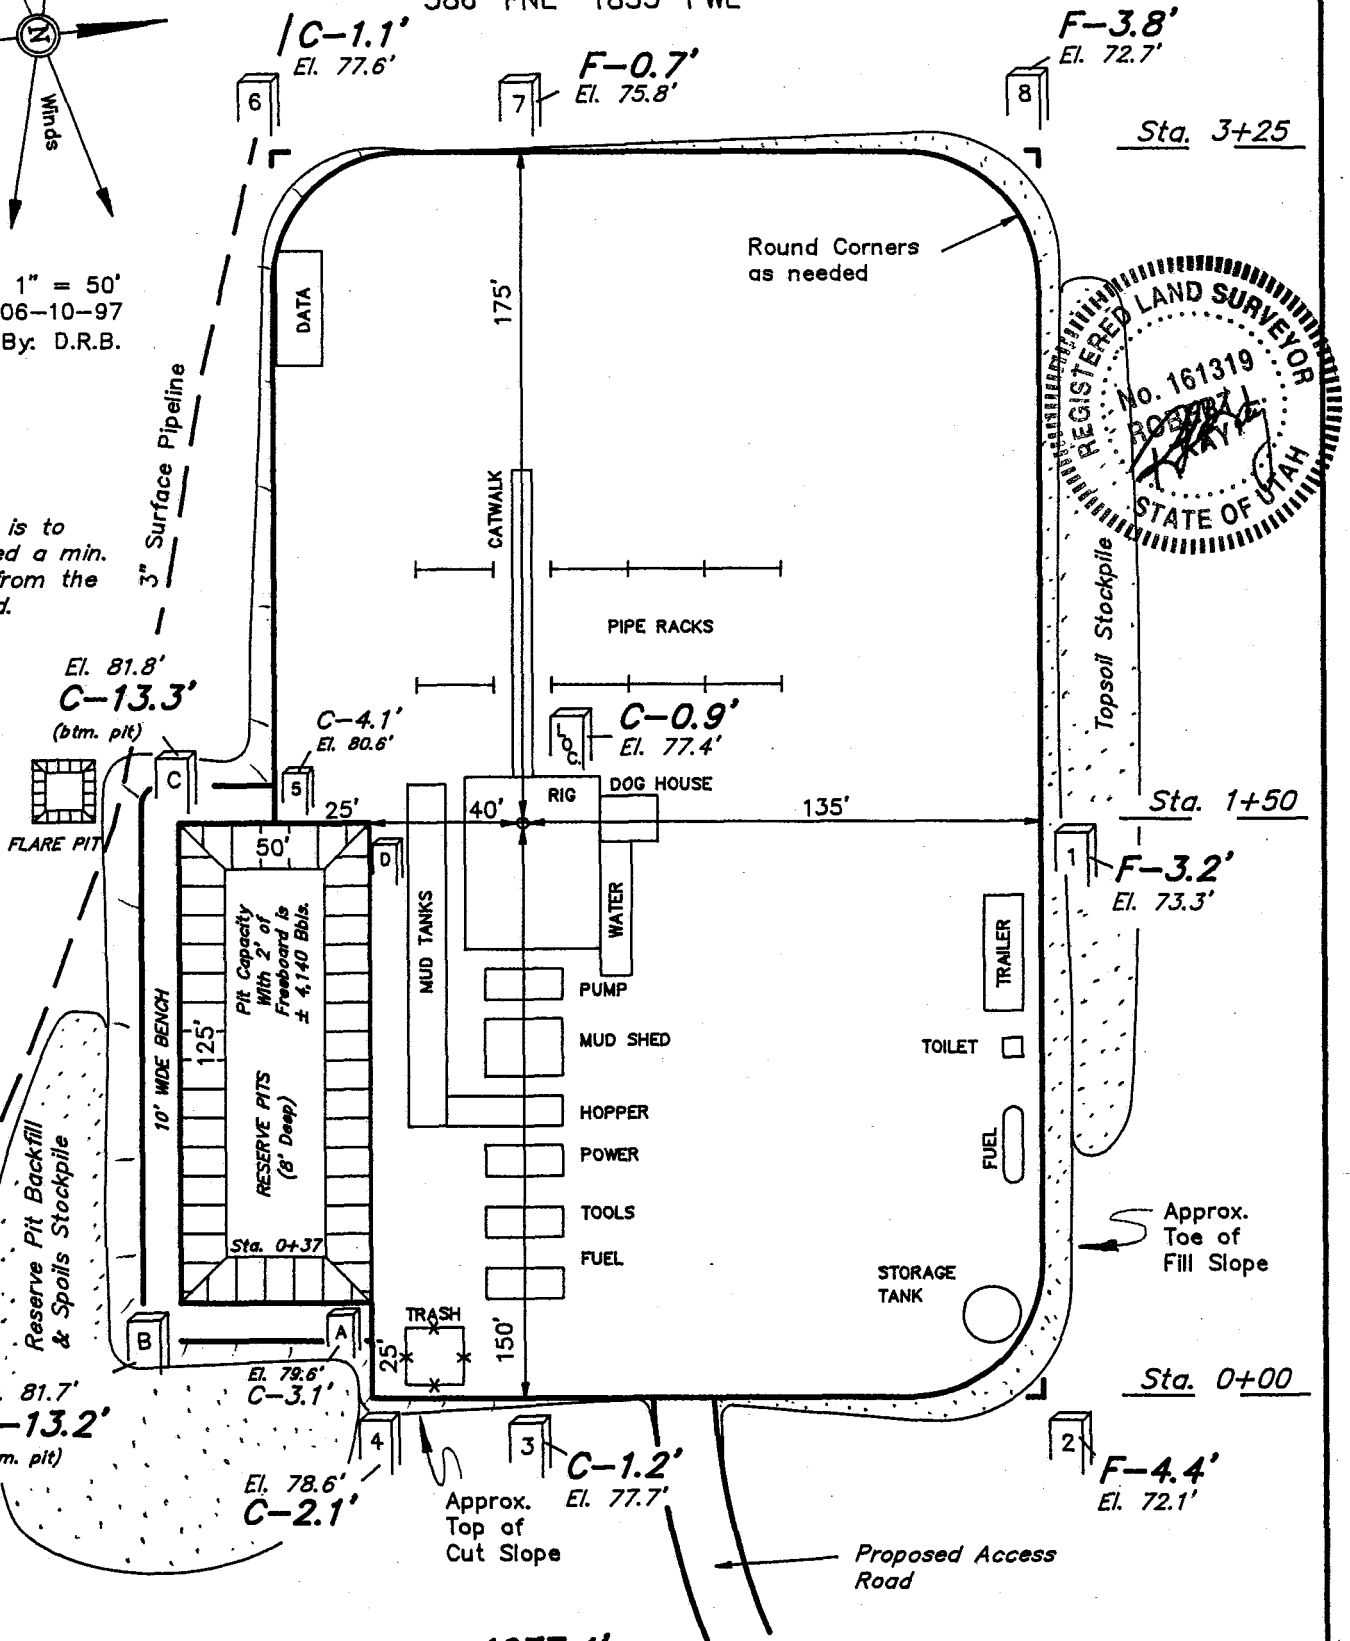 C-1.1'
El. 77.6'
F-0.7'
El. 75.8'
F-3.8'
El. 72.7'
6
7
8
N
Winds
Sta. 3+25
1" = 50'
06-10-97
By: D.R.B.
Round Corners
as needed
175'
DATA
3" Surface Pipeline
REGISTERED LAND SURVEYOR
No. 161319
ROBERT L.
KAY
STATE OF UTAH
is to
ed a min.
from the
d.
CATWALK
PIPE RACKS
Topsoil Stockpile
El. 81.8'
C-13.3'
(btm. pit)
C
C-4.1'
El. 80.6'
5
LOC.
C-0.9'
El. 77.4'
FLARE PIT
RIG
DOG HOUSE
25'
40'
135'
Sta. 1+50
50'
D
1
F-3.2'
El. 73.3'
MUD TANKS
WATER
TRAILER
Pit Capacity
With 2' of
Freeboard is
± 4,140 Bbls.
10' WIDE BENCH
125'
RESERVE PITS
(8' Deep)
Sta. 0+37
PUMP
MUD SHED
HOPPER
POWER
TOOLS
FUEL
TOILET
FUEL
Reserve Pit Backfill
& Spoils Stockpile
Approx.
Toe of
Fill Slope
STORAGE
TANK
TRASH
25'
150'
B
A
El. 79.6'
C-3.1'
81.7'
-13.2'
m. pit)
Sta. 0+00
4
El. 78.6'
C-2.1'
3
C-1.2'
El. 77.7'
2
F-4.4'
El. 72.1'
Approx.
Top of
Cut Slope
Proposed Access
Road